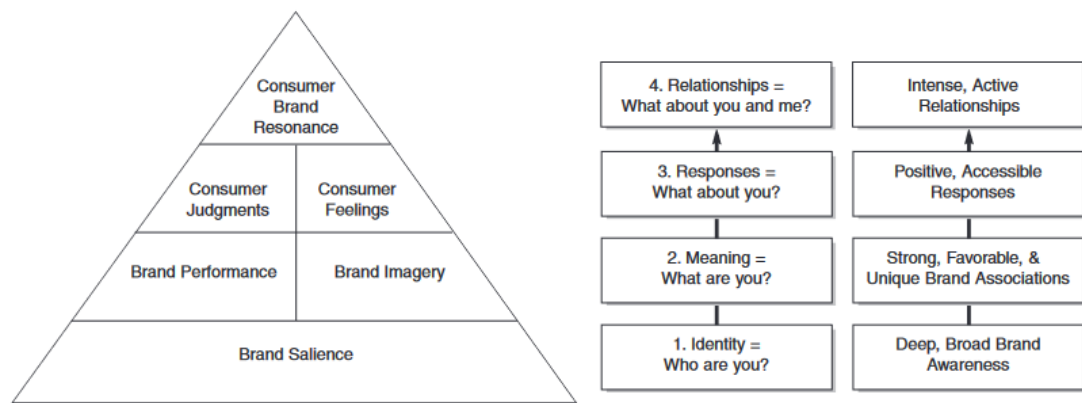 Consumer
Brand
Resonance
Consumer
Judgments
Consumer
Feelings
Brand Performance
Brand Imagery
Brand Salience
4. Relationships =
What about you and me?
3. Responses =
What about you?
2. Meaning =
What are you?
1. Identity =
Who are you?
Intense, Active
Relationships
Positive, Accessible
Responses
Strong, Favorable, &
Unique Brand Associations
Deep, Broad Brand
Awareness